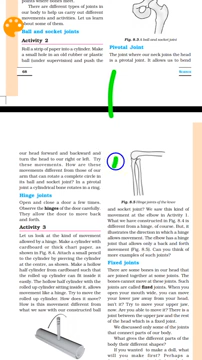 There are different types of joints in
our body to help us carry out different
movements and activities. Let us learn
about some of them.
Ball and socket joints
Activity 2
Roll a strip of paper into a cylinder. Make
a small hole in an old rubber or plastic
ball (under supervision) and push the
Fig. 8.3 A ball and socket joint
Pivotal Joint
The joint where our neck joins the head
is a pivotal joint. It allows us to bend
our head forward and backward and
turn the head to our right or left. Try
these movements. How are these
movements different from those of our
arm that can rotate a complete circle in
its ball and socket joint? In a pivotal
joint a cylindrical bone rotates in a ring.
Hinge joints
Open and close a door a few times.
Observe the hinges of the door carefully.
They allow the door to move back
and forth.
Activity 3
Let us look at the kind of movement
allowed by a hinge. Make a cylinder with
cardboard or thick chart paper, as
shown in Fig. 8.4. Attach a small pencil
to the cylinder by piercing the cylinder
at the centre, as shown. Make a hollow
half cylinder from cardboard such that
the rolled up cylinder can fit inside it
easily. The hollow half cylinder with the
rolled up cylinder sitting inside it, allows
movement like a hinge. Try to move the
rolled up cylinder. How does it move?
How is this movement different from
what we saw with our constructed ball
and socket joint? We saw this kind of
movement at the elbow in Activity 1.
What we have constructed in Fig. 8.4 is
different from a hinge, of course. But, it
illustrates the direction in which a hinge
allows movement. The elbow has a hinge
joint that allows only a back and forth
movement (Fig. 8.5). Can you think of
more examples of such joints?
Fixed joints
There are some bones in our head that
are joined together at some joints. The
bones cannot move at these joints. Such
joints are called fixed joints. When you
open your mouth wide, you can move
your lower jaw away from your head,
isn't it? Try to move your upper jaw
now. Are you able to move it? There is a
joint between the upper jaw and the rest
of the head which is a fixed joint.
We discussed only some of the joints
that connect parts of our body.
What gives the different parts of the
body their different shapes?
If you wanted to make a doll, what
will you make first? Perhaps a